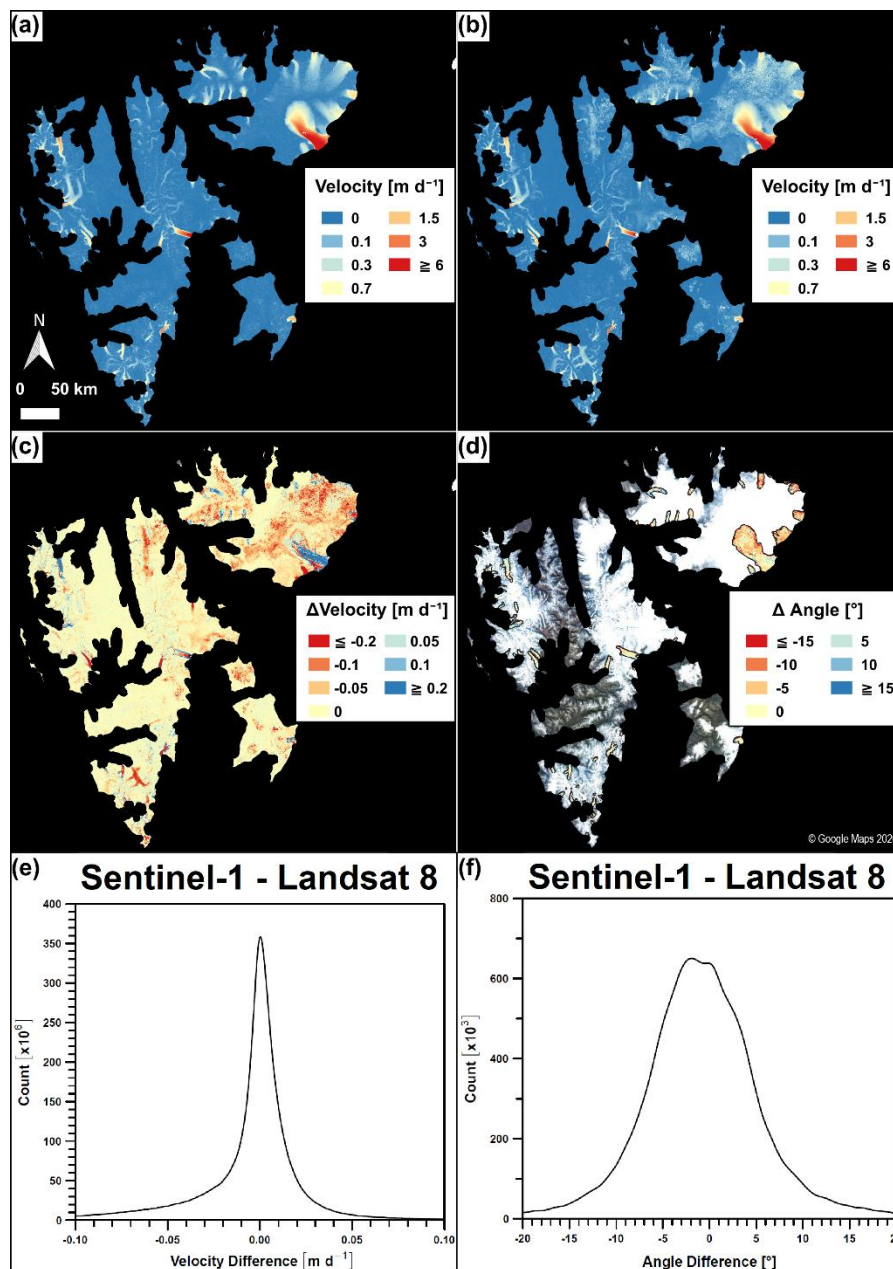 (a)
(b)
Velocity [m d⁻¹]
0 1.5
0.1 3
0.3 ≧ 6
0.7
N
0 50 km
Velocity [m d⁻¹]
0 1.5
0.1 3
0.3 ≧ 6
0.7
(c)
(d)
ΔVelocity [m d⁻¹]
≦ -0.2 0.05
-0.1 0.1
-0.05 ≧ 0.2
0
Δ Angle [°]
≦ -15 5
-10 10
-5 ≧ 15
0
© Google Maps 202
(e) Sentinel-1 - Landsat 8
400
350
300
250
200
150
100
50
0
Count [x10⁶]
-0.10 -0.05 0.00 0.05 0.10
Velocity Difference [m d⁻¹]
(f) Sentinel-1 - Landsat 8
800
600
400
200
0
Count [x10³]
-20 -15 -10 -5 0 5 10 15 20
Angle Difference [°]